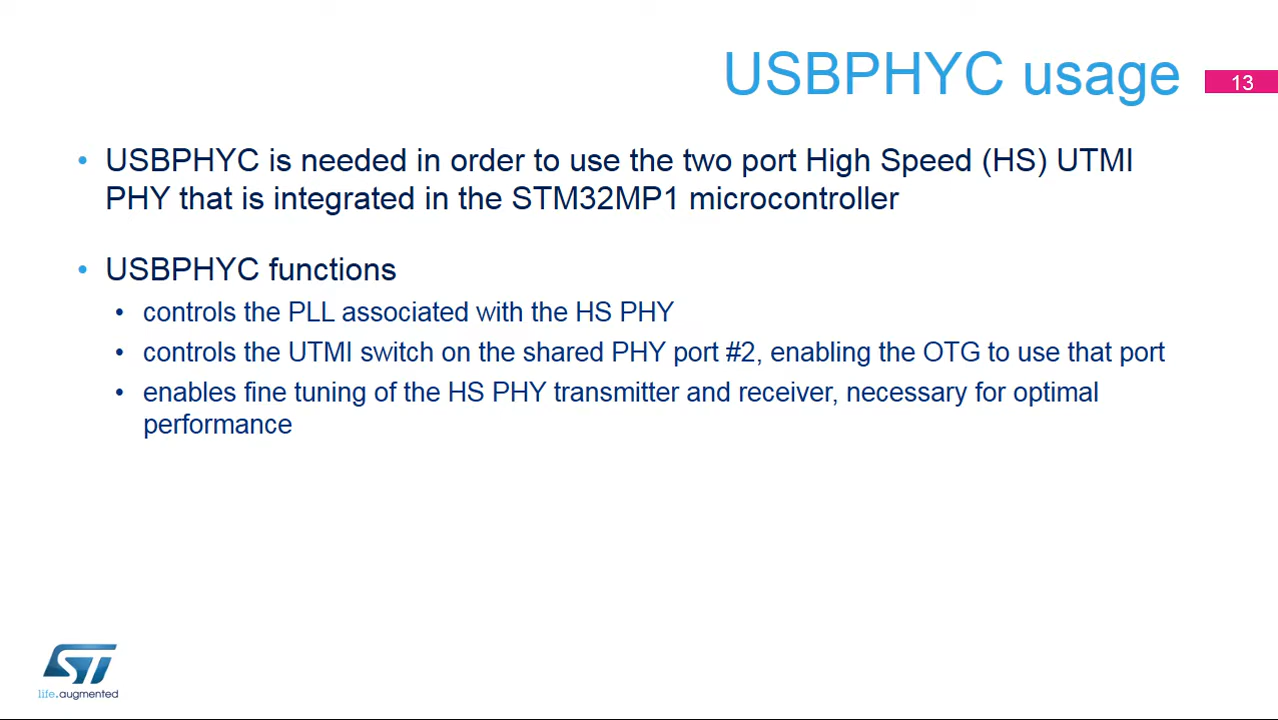 USBPHYC usage
13
• USBPHYC is needed in order to use the two port High Speed (HS) UTMI
PHY that is integrated in the STM32MP1 microcontroller
• USBPHYC functions
• controls the PLL associated with the HS PHY
• controls the UTMI switch on the shared PHY port #2, enabling the OTG to use that port
• enables fine tuning of the HS PHY transmitter and receiver, necessary for optimal
performance
ST
life.augmented